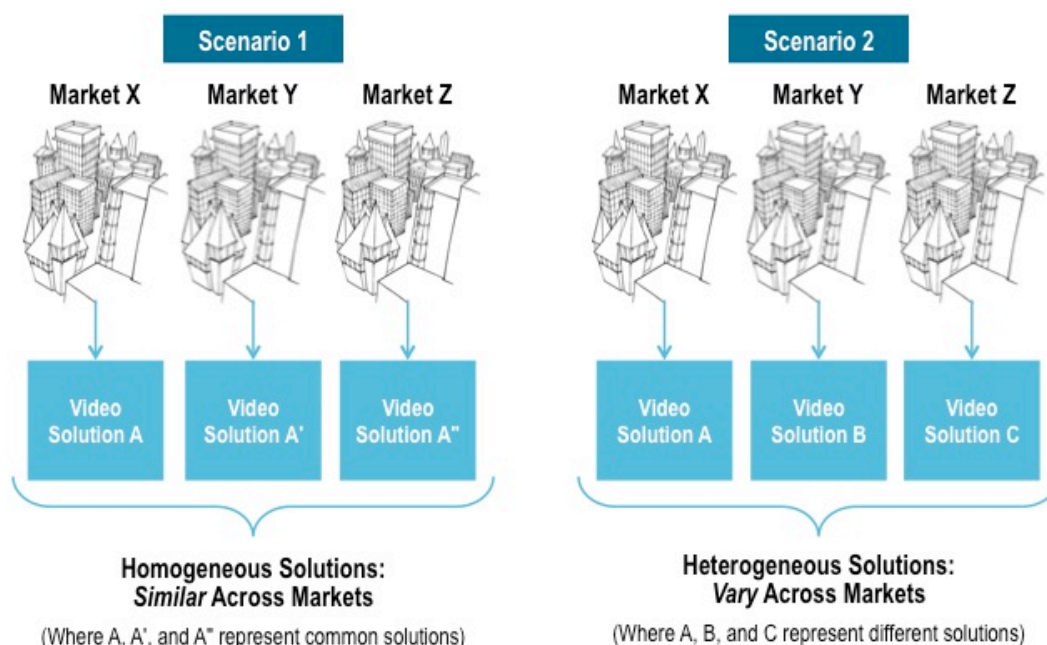 Scenario 1
Market X
Market Y
Market Z
Video
Solution A
Video
Solution A'
Video
Solution A"
Homogeneous Solutions:
Similar Across Markets
(Where A, A', and A" represent common solutions)
Scenario 2
Market X
Market Y
Market Z
Video
Solution A
Video
Solution B
Video
Solution C
Heterogeneous Solutions:
Vary Across Markets
(Where A, B, and C represent different solutions)